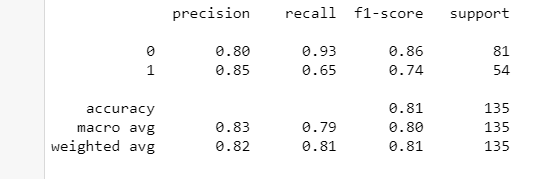 precision recall f1-score support
0 0.80 0.93 0.86 81
1 0.85 0.65 0.74 54
accuracy 0.81 135
macro avg 0.83 0.79 0.80 135
weighted avg 0.82 0.81 0.81 135